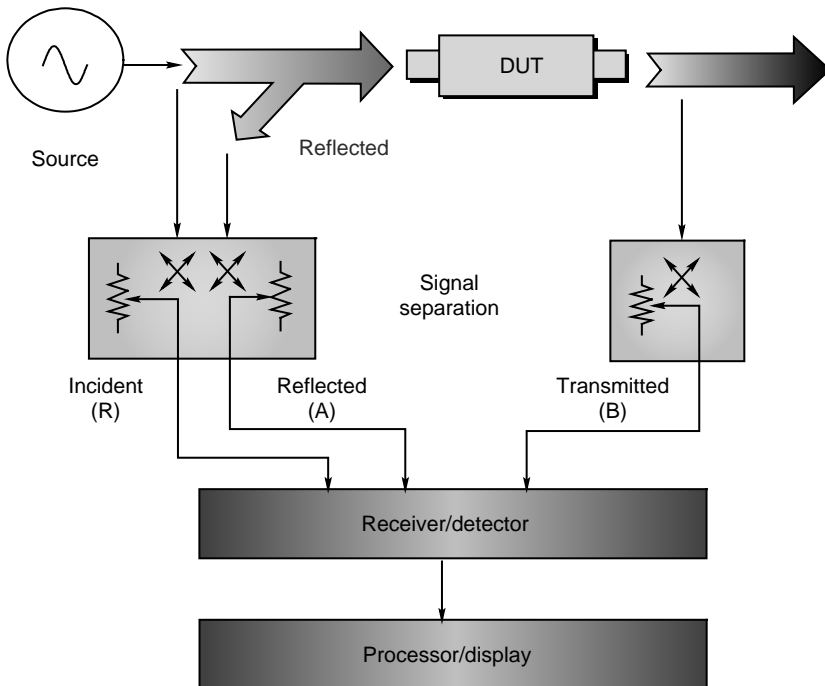 DUT
Reflected
Source
Signal
separation
Incident
(R)
Reflected
(A)
Transmitted
(B)
Receiver/detector
Processor/display